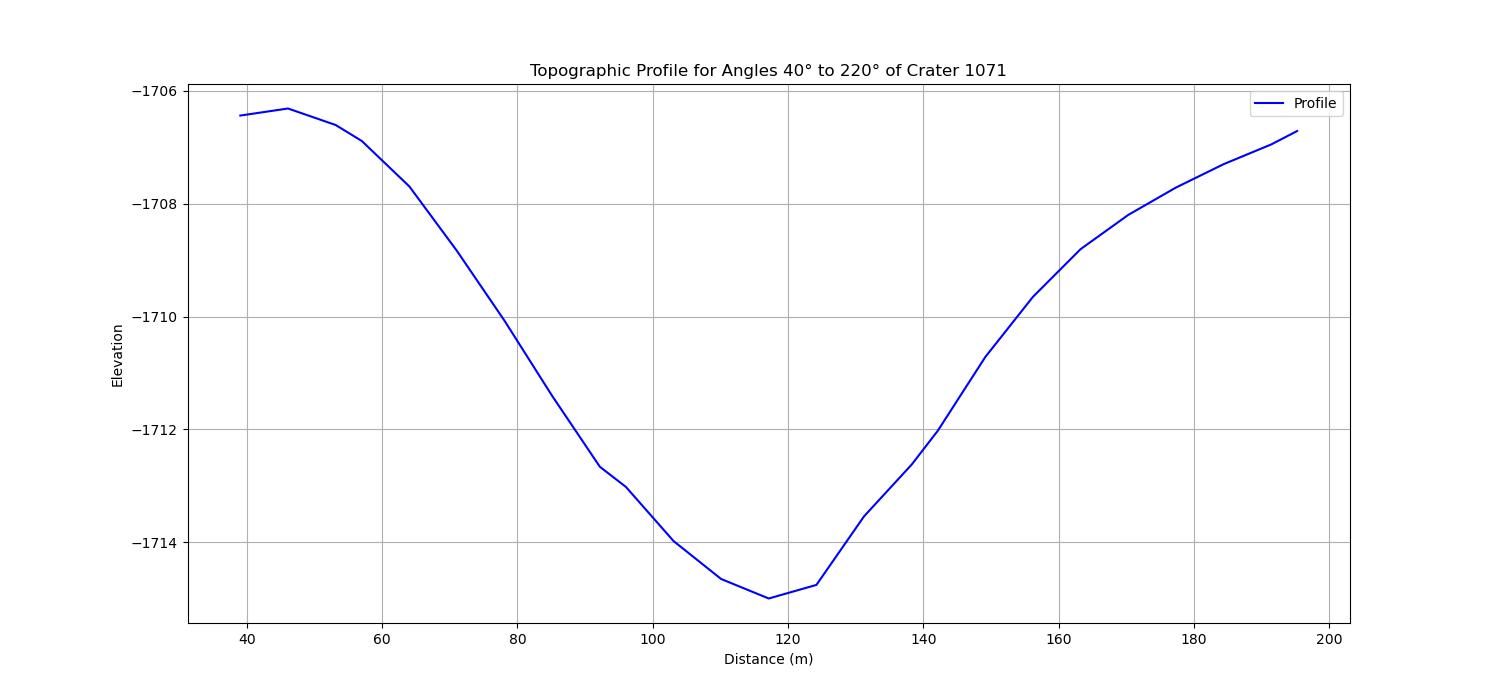 Topographic Profile for Angles 40° to 220° of Crater 1071
Profile
−1706
−1708
−1710
−1712
−1714
Elevation
40 60 80 100 120 140 160 180 200
Distance (m)